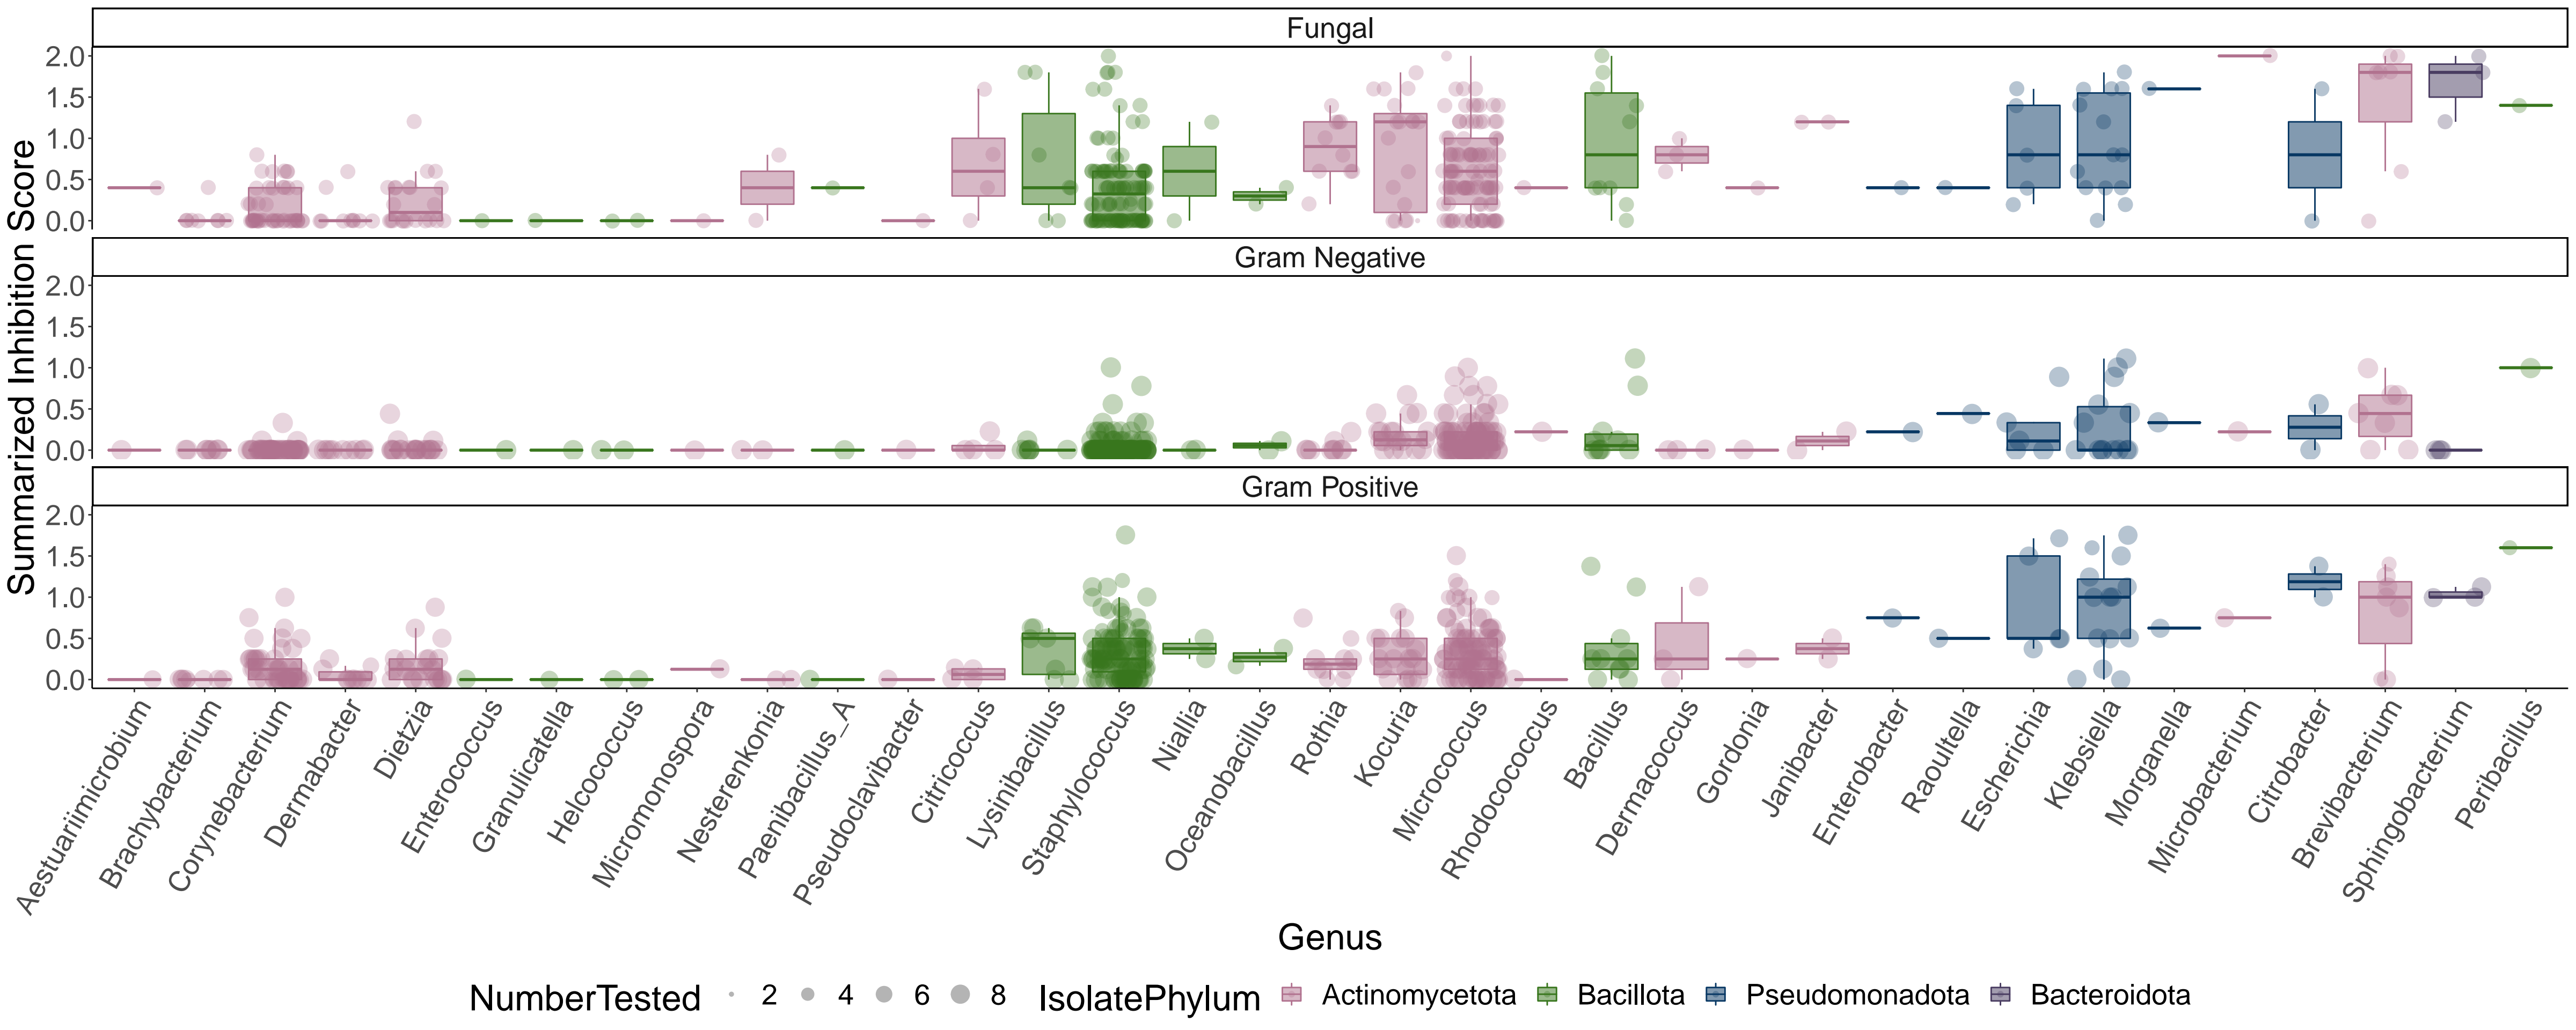 Fungal
2.0
1.5
1.0
0.5
0.0
Gram Negative
2.0
1.5
1.0
0.5
0.0
Gram Positive
2.0
1.5
1.0
0.5
0.0
Summarized Inhibition Score
Aestuariimicrobium
Brachybacterium
Corynebacterium
Dermabacter
Dietzia
Enterococcus
Granulicatella
Helcococcus
Micromonospora
Nesterenkonia
Paenibacillus_A
Pseudoclavibacter
Citricoccus
Lysinibacillus
Staphylococcus
Niallia
Oceanobacillus
Rothia
Kocuria
Micrococcus
Rhodococcus
Bacillus
Dermacoccus
Gordonia
Janibacter
Enterobacter
Raoultella
Escherichia
Klebsiella
Morganella
Microbacterium
Citrobacter
Brevibacterium
Sphingobacterium
Peribacillus
Genus
NumberTested 2 4 6 8 IsolatePhylum Actinomycetota Bacillota Pseudomonadota Bacteroidota